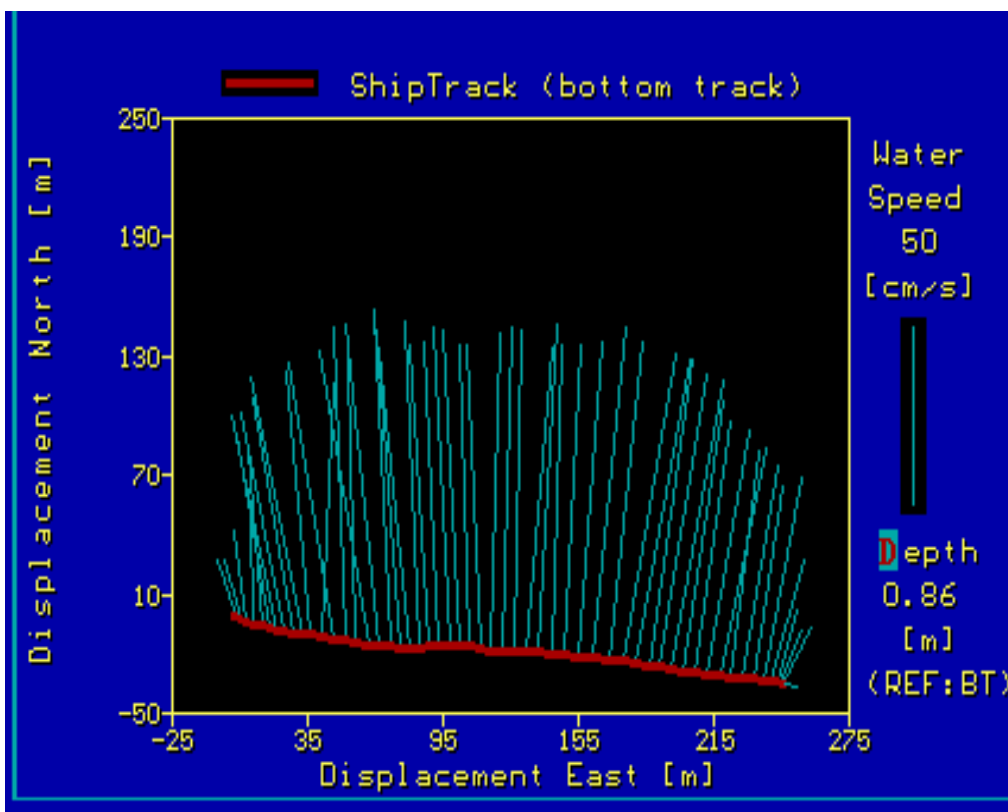 ShipTrack (bottom track)
250
190
130
70
10
-50
-25
35
95
155
215
275
Displacement North [m]
Displacement East [m]
Water
Speed
50
[cm/s]
Depth
0.86
[m]
(REF:BT)